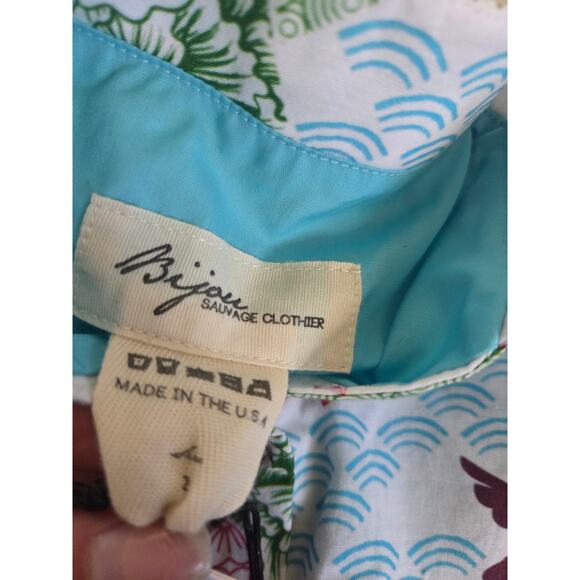 Bijou
SAUVAGE CLOTHIER
MADE IN THE U.S.A